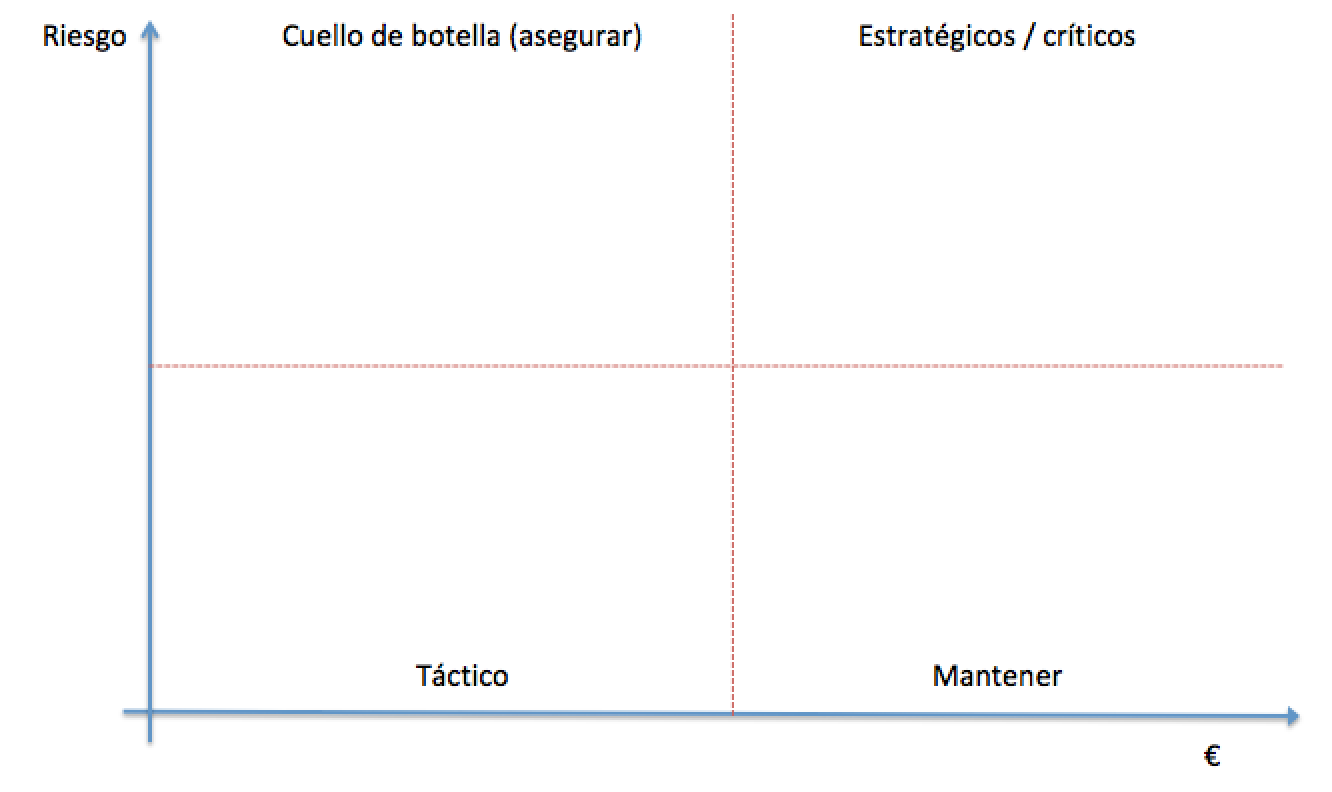 Riesgo
Cuello de botella (asegurar)
Estratégicos / críticos
Táctico
Mantener
€